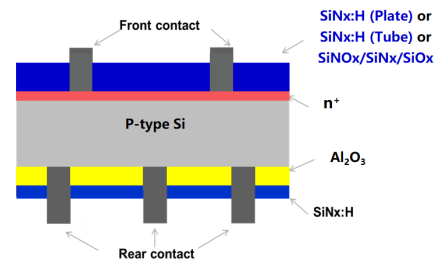 SiNx:H (Plate) or
Front contact
SiNx:H (Tube) or
SiNOx/SiNx/SiOx
n⁺
P-type Si
Al₂O₃
SiNx:H
Rear contact